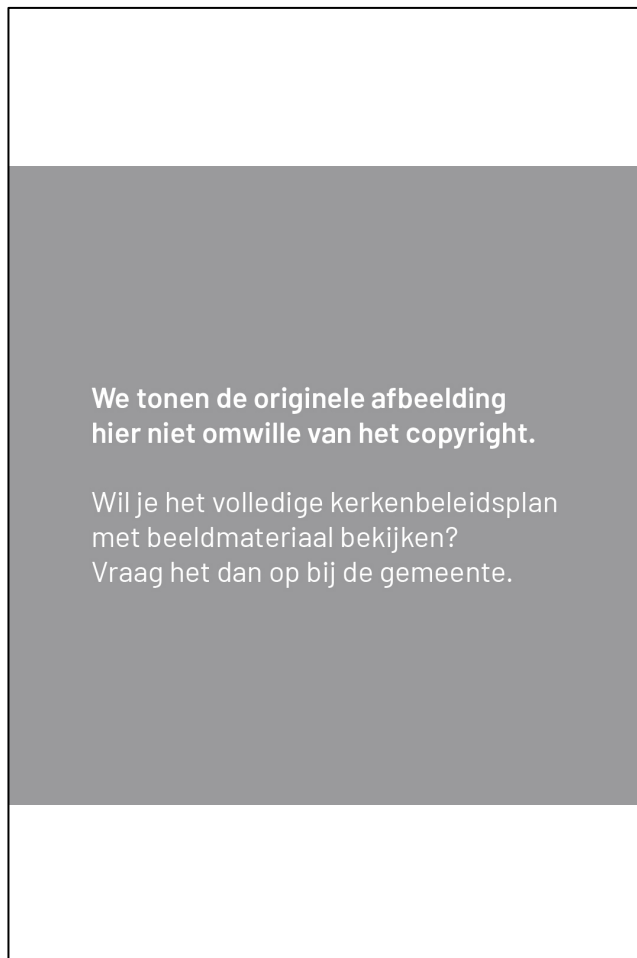 We tonen de originele afbeelding
hier niet omwille van het copyright.
Wil je het volledige kerkenbeleidsplan
met beeldmateriaal bekijken?
Vraag het dan op bij de gemeente.